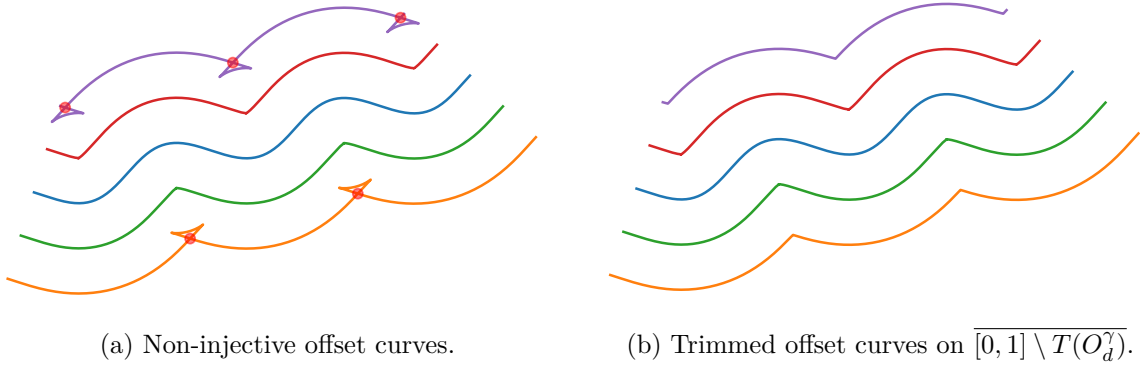 (a) Non-injective offset curves.
(b) Trimmed offset curves on $\overline{[0, 1] \setminus T(O_d^\gamma)}$.